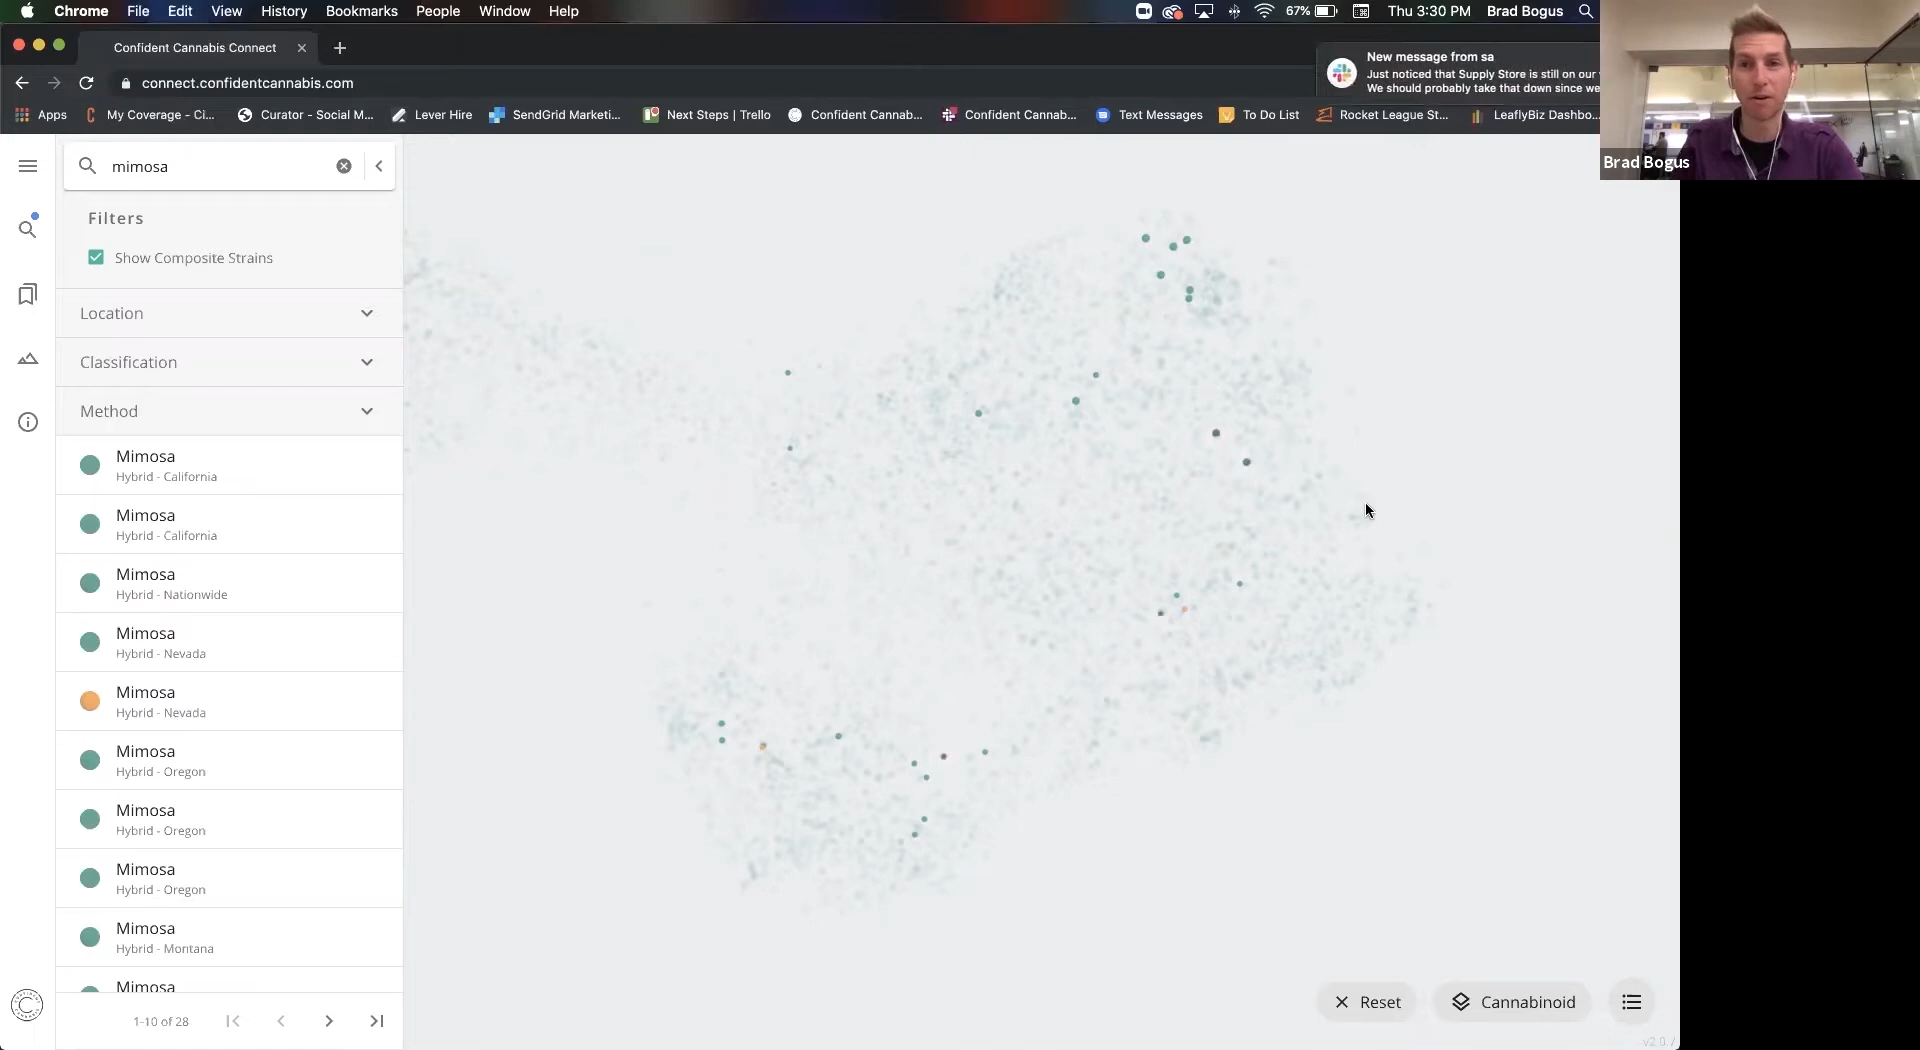 Chrome File Edit View History Bookmarks People Window Help 67% Thu 3:30 PM Brad Bogus
Confident Cannabis Connect
connect.confidentcannabis.com
New message from sa
Just noticed that Supply Store is still on our
We should probably take that down since we
Apps My Coverage - Ci... Curator - Social M... Lever Hire SendGrid Marketi... Next Steps | Trello Confident Cannab... Confident Cannab... Text Messages To Do List Rocket League St... LeaflyBiz Dashbo...
Brad Bogus
mimosa
Filters
Show Composite Strains
Location
Classification
Method
Mimosa
Hybrid - California
Mimosa
Hybrid - California
Mimosa
Hybrid - Nationwide
Mimosa
Hybrid - Nevada
Mimosa
Hybrid - Nevada
Mimosa
Hybrid - Oregon
Mimosa
Hybrid - Oregon
Mimosa
Hybrid - Oregon
Mimosa
Hybrid - Montana
Mimosa
1-10 of 28
Reset
Cannabinoid